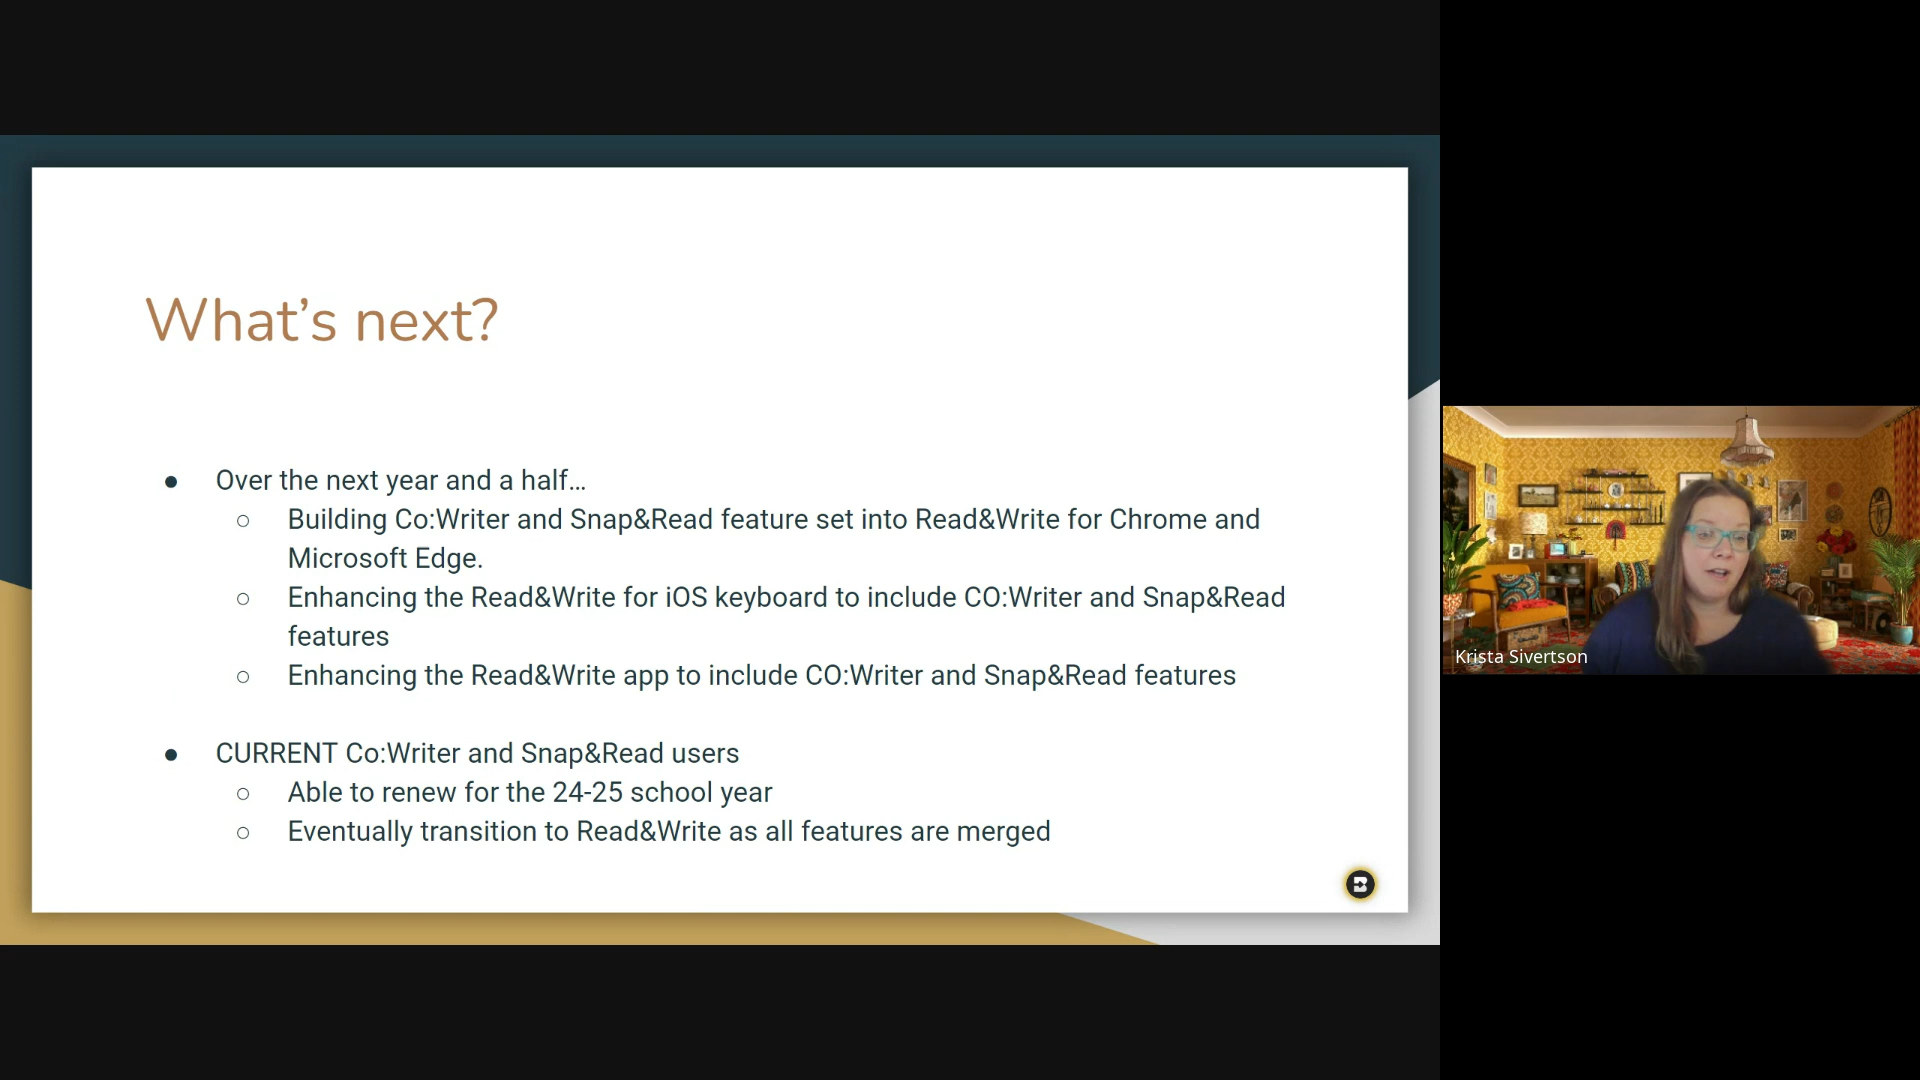 What’s next?
● Over the next year and a half…
○ Building Co:Writer and Snap&Read feature set into Read&Write for Chrome and
Microsoft Edge.
○ Enhancing the Read&Write for iOS keyboard to include CO:Writer and Snap&Read
features
○ Enhancing the Read&Write app to include CO:Writer and Snap&Read features
● CURRENT Co:Writer and Snap&Read users
○ Able to renew for the 24-25 school year
○ Eventually transition to Read&Write as all features are merged
Krista Sivertson